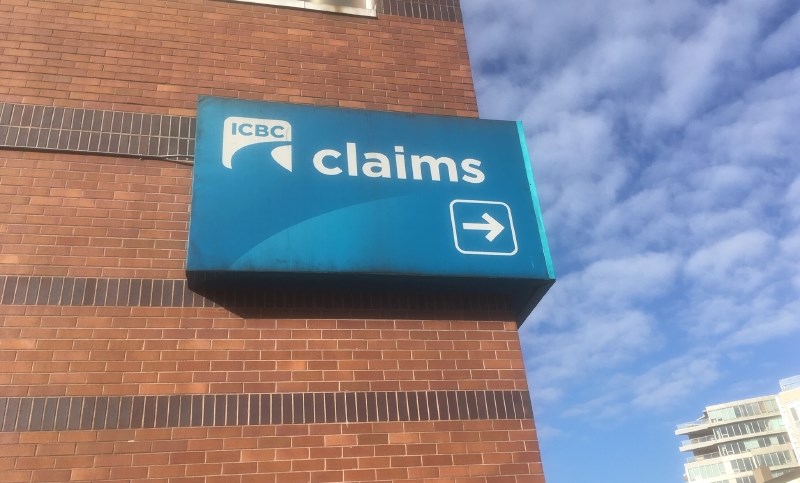 ICBC
claims
→